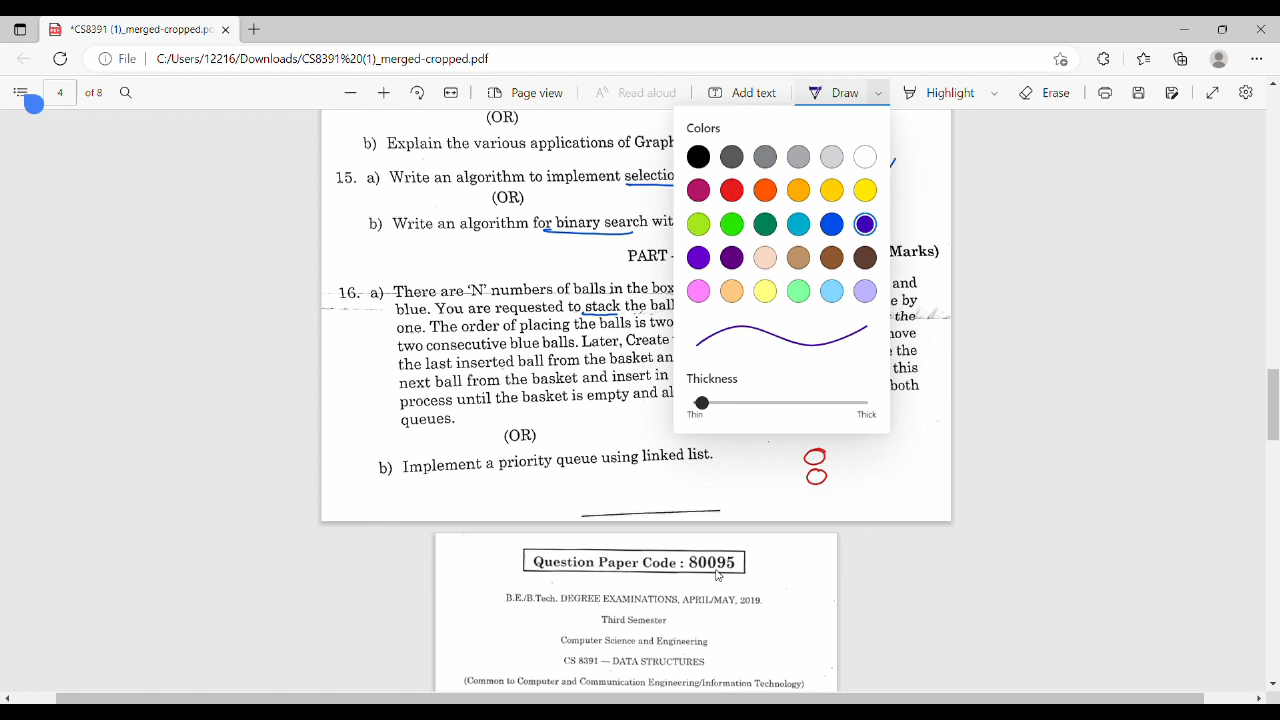 *CS8391 (1)_merged-cropped.pd
File C:/Users/12216/Downloads/CS8391%20(1)_merged-cropped.pdf
4 of 8 Page view Read aloud Add text Draw Highlight Erase
(OR)
b) Explain the various applications of Graph
15. a) Write an algorithm to implement selectio
(OR)
b) Write an algorithm for binary search wit
PART - Marks)
16. a) There are 'N' numbers of balls in the box and
blue. You are requested to stack the ball e by
one. The order of placing the balls is two the
two consecutive blue balls. Later, Create nove
the last inserted ball from the basket an e the
next ball from the basket and insert in this
process until the basket is empty and al both
queues.
(OR)
b) Implement a priority queue using linked list.
Colors
Thickness
Thin Thick
Question Paper Code : 80095
B.E./B.Tech. DEGREE EXAMINATIONS, APRIL/MAY, 2019.
Third Semester
Computer Science and Engineering
CS 8391 — DATA STRUCTURES
(Common to Computer and Communication Engineering/Information Technology)